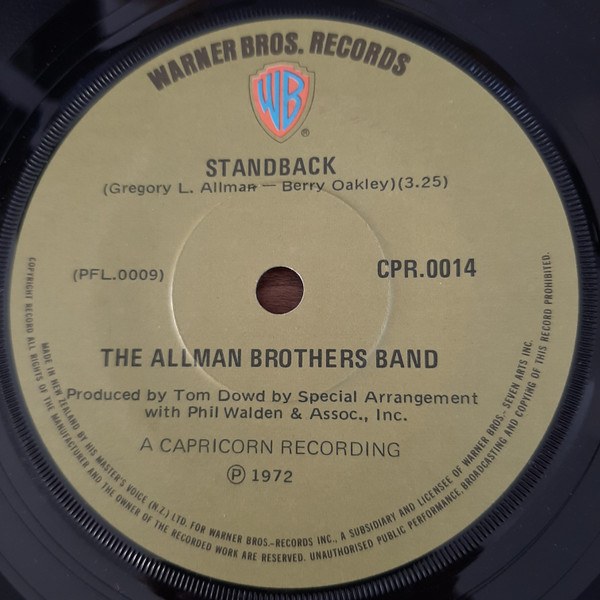 WARNER BROS. RECORDS
WB
®
STANDBACK
(Gregory L. Allman — Berry Oakley)(3.25)
(PFL.0009)
CPR.0014
THE ALLMAN BROTHERS BAND
Produced by Tom Dowd by Special Arrangement
with Phil Walden & Assoc., Inc.
A CAPRICORN RECORDING
Ⓟ 1972
MADE IN NEW ZEALAND BY HIS MASTER'S VOICE (N.Z.) LTD. FOR WARNER BROS.-RECORDS INC., A SUBSIDIARY AND LICENSEE OF WARNER BROS.- SEVEN ARTS INC.
COPYRIGHT RECORD ALL RIGHTS OF THE MANUFACTURER AND THE OWNER OF THE RECORDED WORK ARE RESERVED. UNAUTHORISED PUBLIC PERFORMANCE, BROADCASTING AND COPYING OF THIS RECORD PROHIBITED.